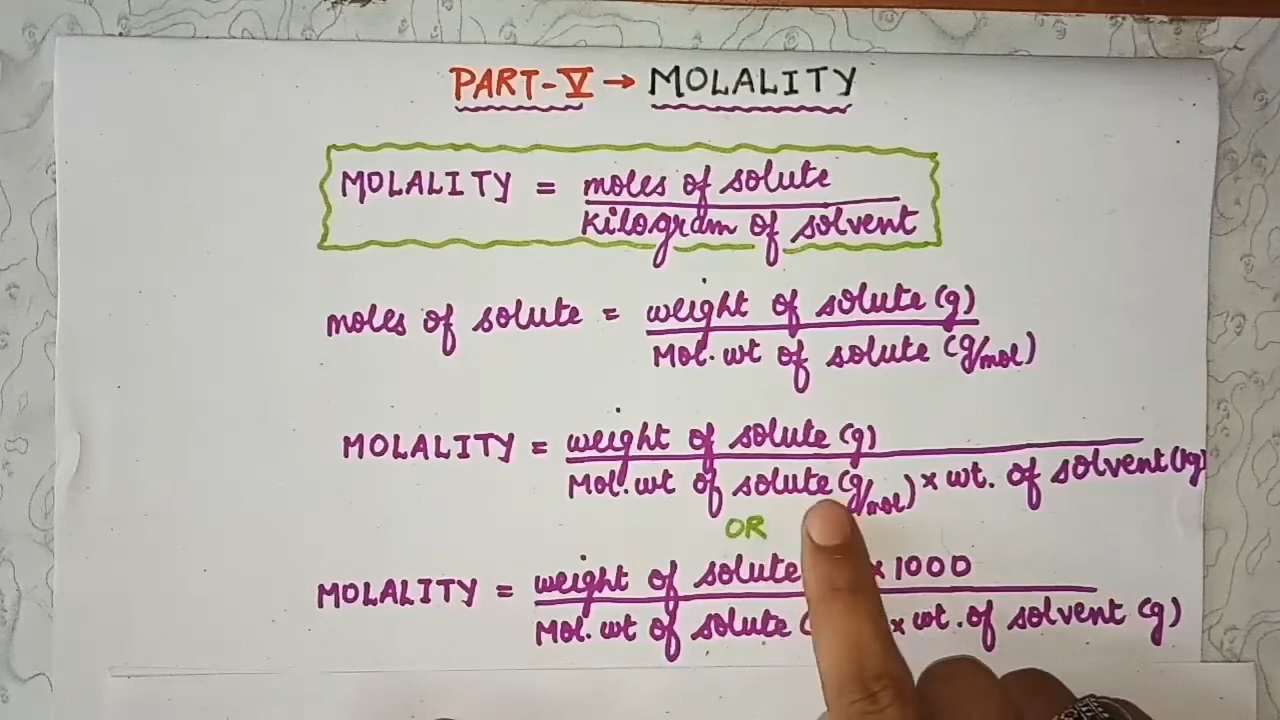 PART-V → MOLALITY
MOLALITY = moles of solute
Kilogram of solvent
moles of solute = weight of solute (g)
Mol. wt of solute (g/mol)
MOLALITY = weight of solute (g)
Mol. wt of solute (g/mol) × wt. of solvent (kg)
OR
MOLALITY = weight of solute × 1000
Mol. wt of solute ( × wt. of solvent (g)